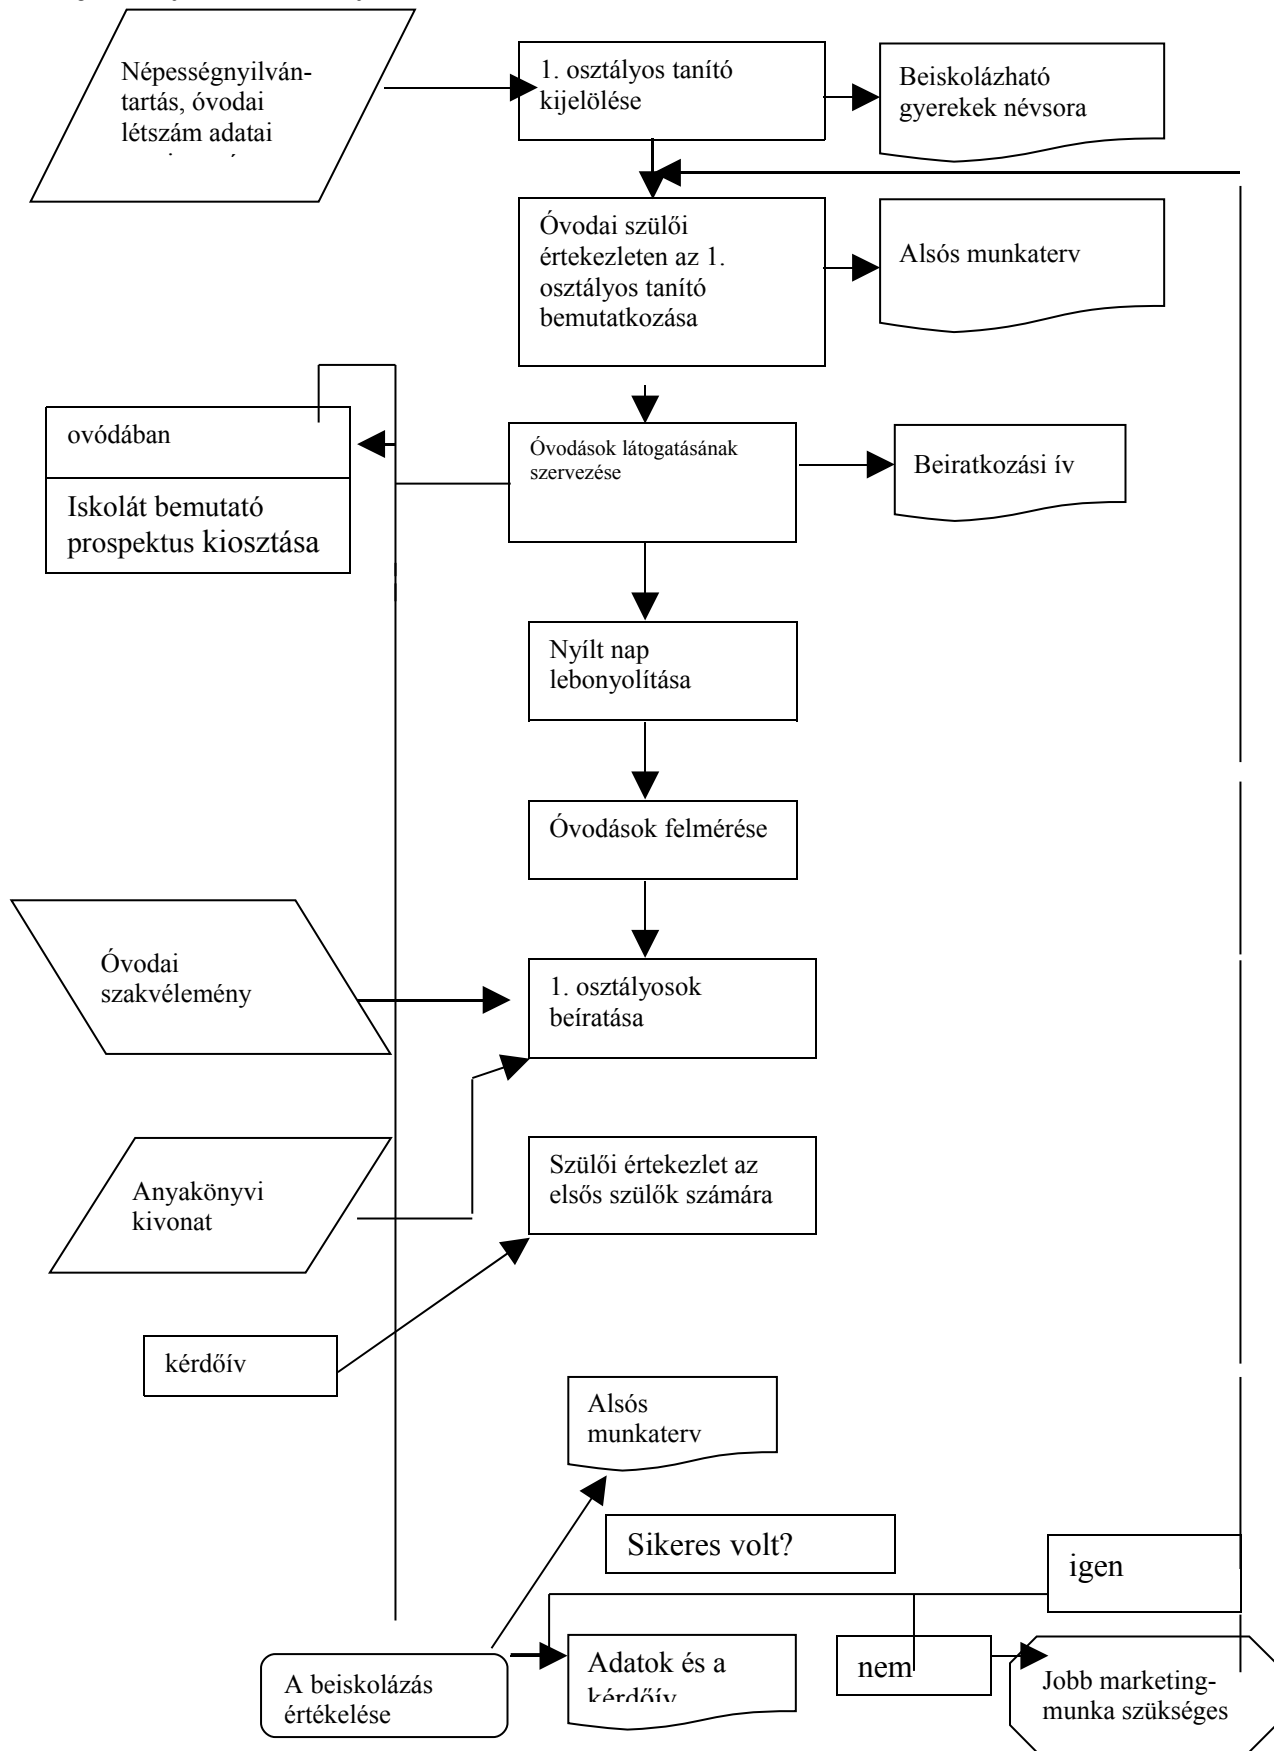 Népességnyilván-
tartás, óvodai
létszám adatai
1. osztályos tanító
kijelölése
Beiskolázható
gyerekek névsora
Óvodai szülői
értekezleten az 1.
osztályos tanító
bemutatkozása
Alsós munkaterv
ovódában
Iskolát bemutató
prospektus kiosztása
Óvodások látogatásának
szervezése
Beiratkozási ív
Nyílt nap
lebonyolítása
Óvodások felmérése
Óvodai
szakvélemény
1. osztályosok
beíratása
Anyakönyvi
kivonat
Szülői értekezlet az
elsős szülők számára
kérdőív
Alsós
munkaterv
Sikeres volt?
igen
A beiskolázás
értékelése
Adatok és a
kérdőív
nem
Jobb marketing-
munka szükséges